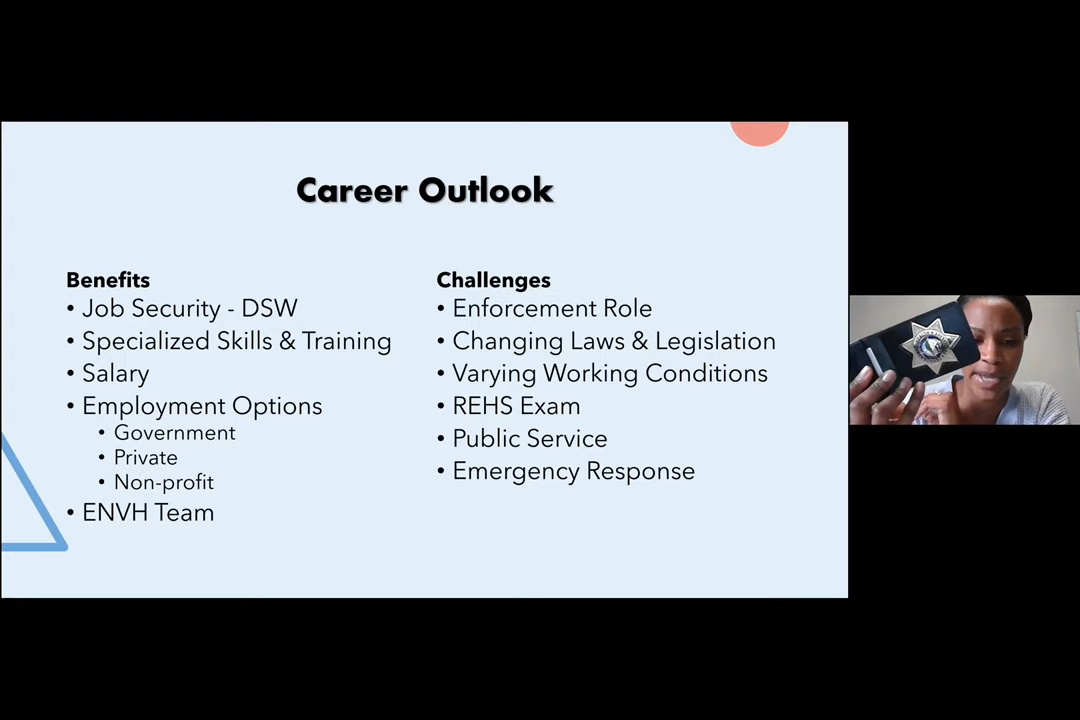 Career Outlook
Benefits
• Job Security - DSW
• Specialized Skills & Training
• Salary
• Employment Options
• Government
• Private
• Non-profit
• ENVH Team
Challenges
• Enforcement Role
• Changing Laws & Legislation
• Varying Working Conditions
• REHS Exam
• Public Service
• Emergency Response